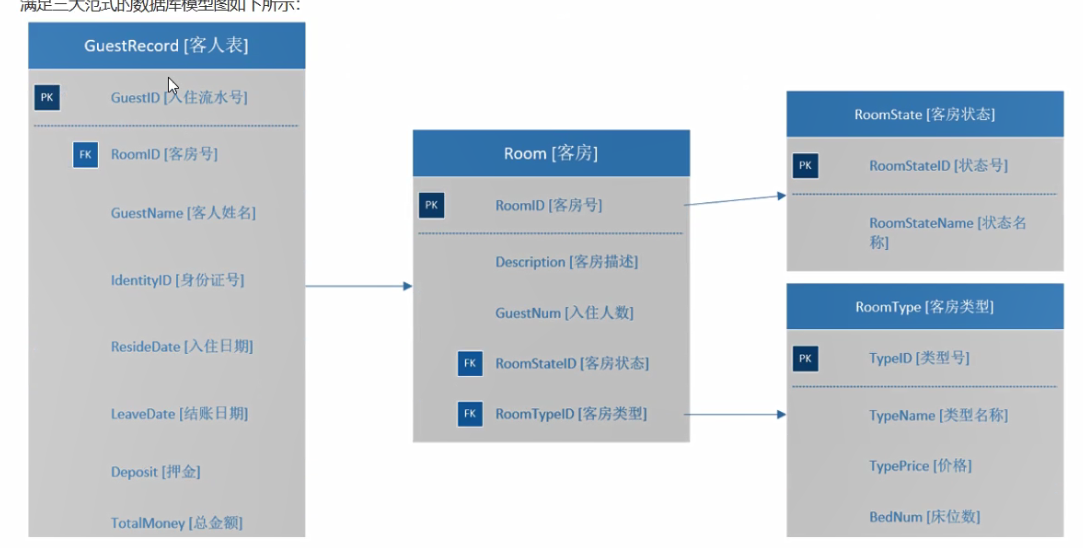 满足三大范式的数据库模型图如下所示：
GuestRecord [客人表]
PK
GuestID [入住流水号]
FK
RoomID [客房号]
GuestName [客人姓名]
IdentityID [身份证号]
ResideDate [入住日期]
LeaveDate [结账日期]
Deposit [押金]
TotalMoney [总金额]
Room [客房]
PK
RoomID [客房号]
Description [客房描述]
GuestNum [入住人数]
FK
RoomStateID [客房状态]
FK
RoomTypeID [客房类型]
RoomState [客房状态]
PK
RoomStateID [状态号]
RoomStateName [状态名
称]
RoomType [客房类型]
PK
TypeID [类型号]
TypeName [类型名称]
TypePrice [价格]
BedNum [床位数]